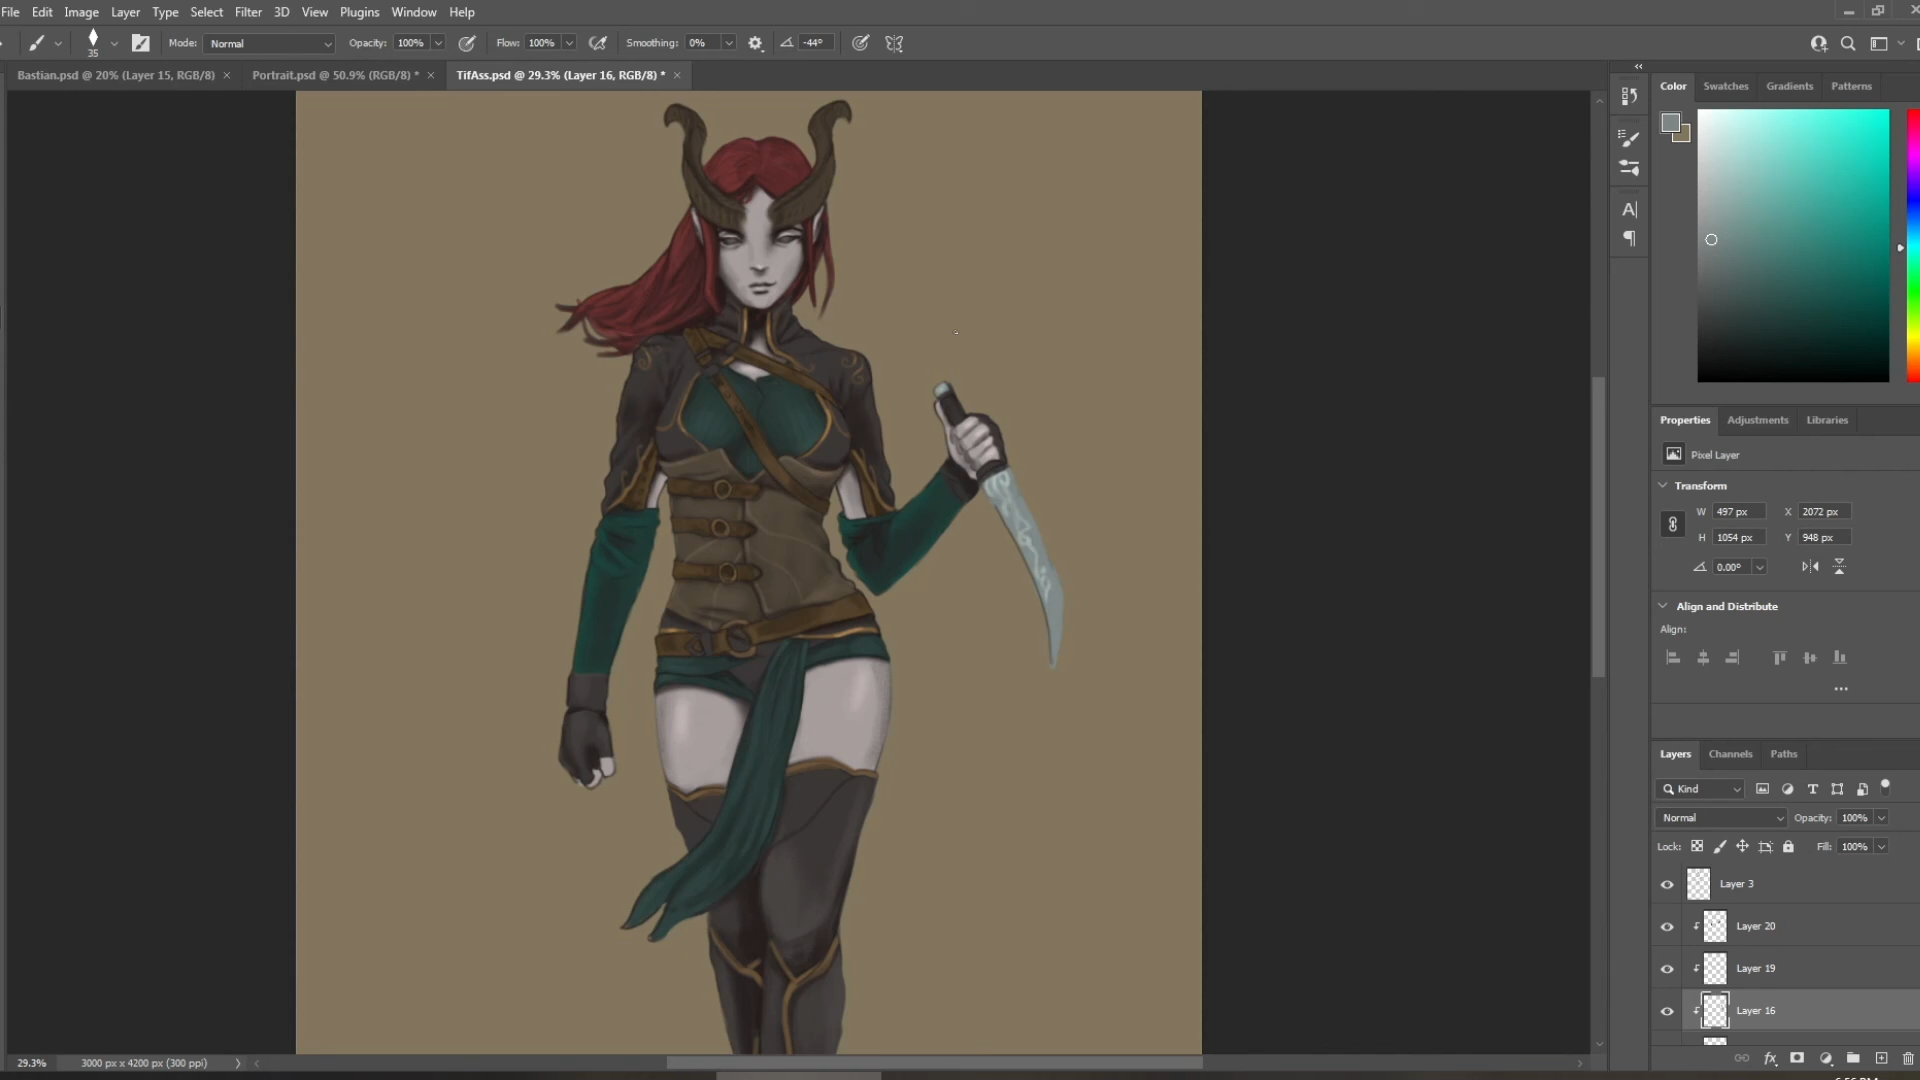 File Edit Image Layer Type Select Filter 3D View Plugins Window Help
35 Mode: Normal Opacity: 100% Flow: 100% Smoothing: 0% -44°
Bastian.psd @ 20% (Layer 15, RGB/8) × Portrait.psd @ 50.9% (RGB/8) * × TifAss.psd @ 29.3% (Layer 16, RGB/8) * ×
Color Swatches Gradients Patterns
Properties Adjustments Libraries
Pixel Layer
Transform
W 497 px X 2072 px
H 1054 px Y 948 px
0.00°
Align and Distribute
Align:
Layers Channels Paths
Kind
Normal Opacity: 100%
Lock: Fill: 100%
Layer 3
Layer 20
Layer 19
Layer 16
29.3% 3000 px x 4200 px (300 ppi)